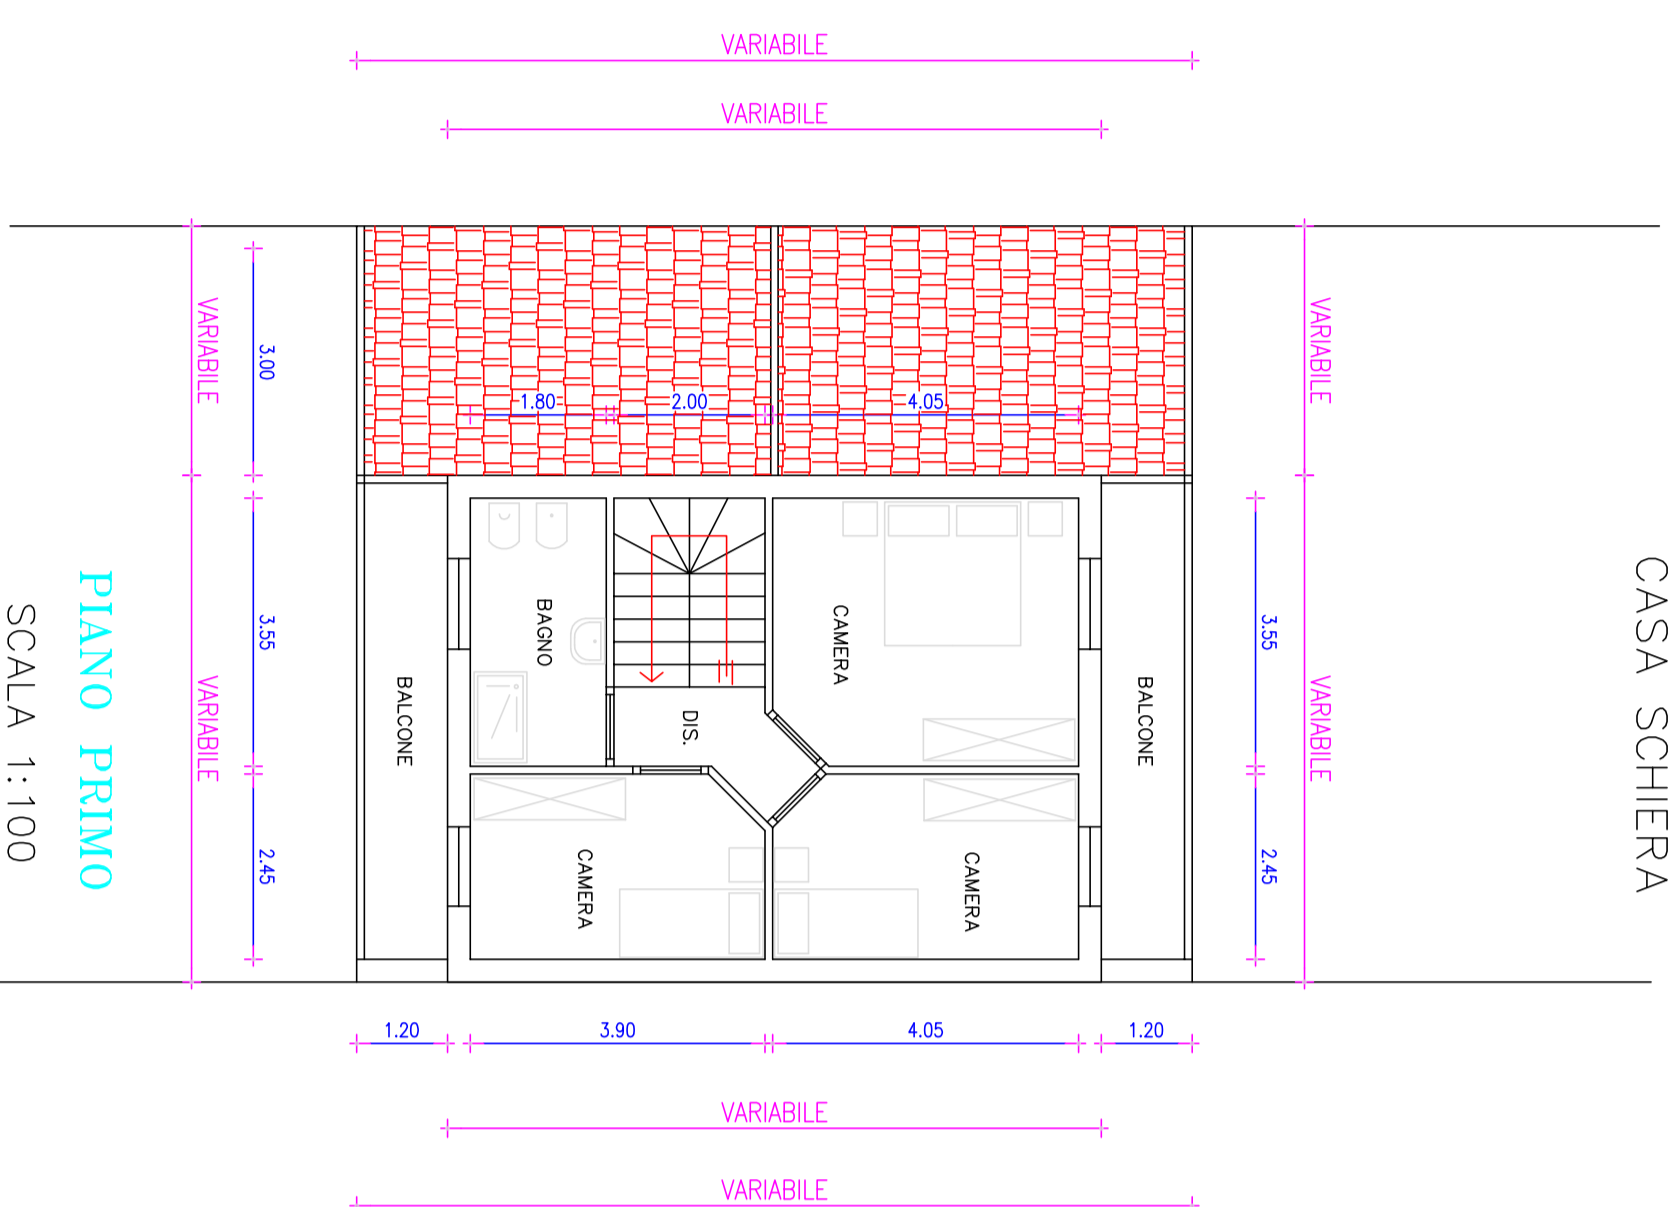 VARIABILE
VARIABILE
CASA SCHIERA
VARIABILE
VARIABILE
3.55
2.45
BALCONE
1.80
2.00
4.05
CAMERA
CAMERA
DIS.
BAGNO
CAMERA
BALCONE
3.00
3.55
2.45
VARIABILE
VARIABILE
PIANO PRIMO
SCALA 1:100
1.20
3.90
4.05
1.20
VARIABILE
VARIABILE